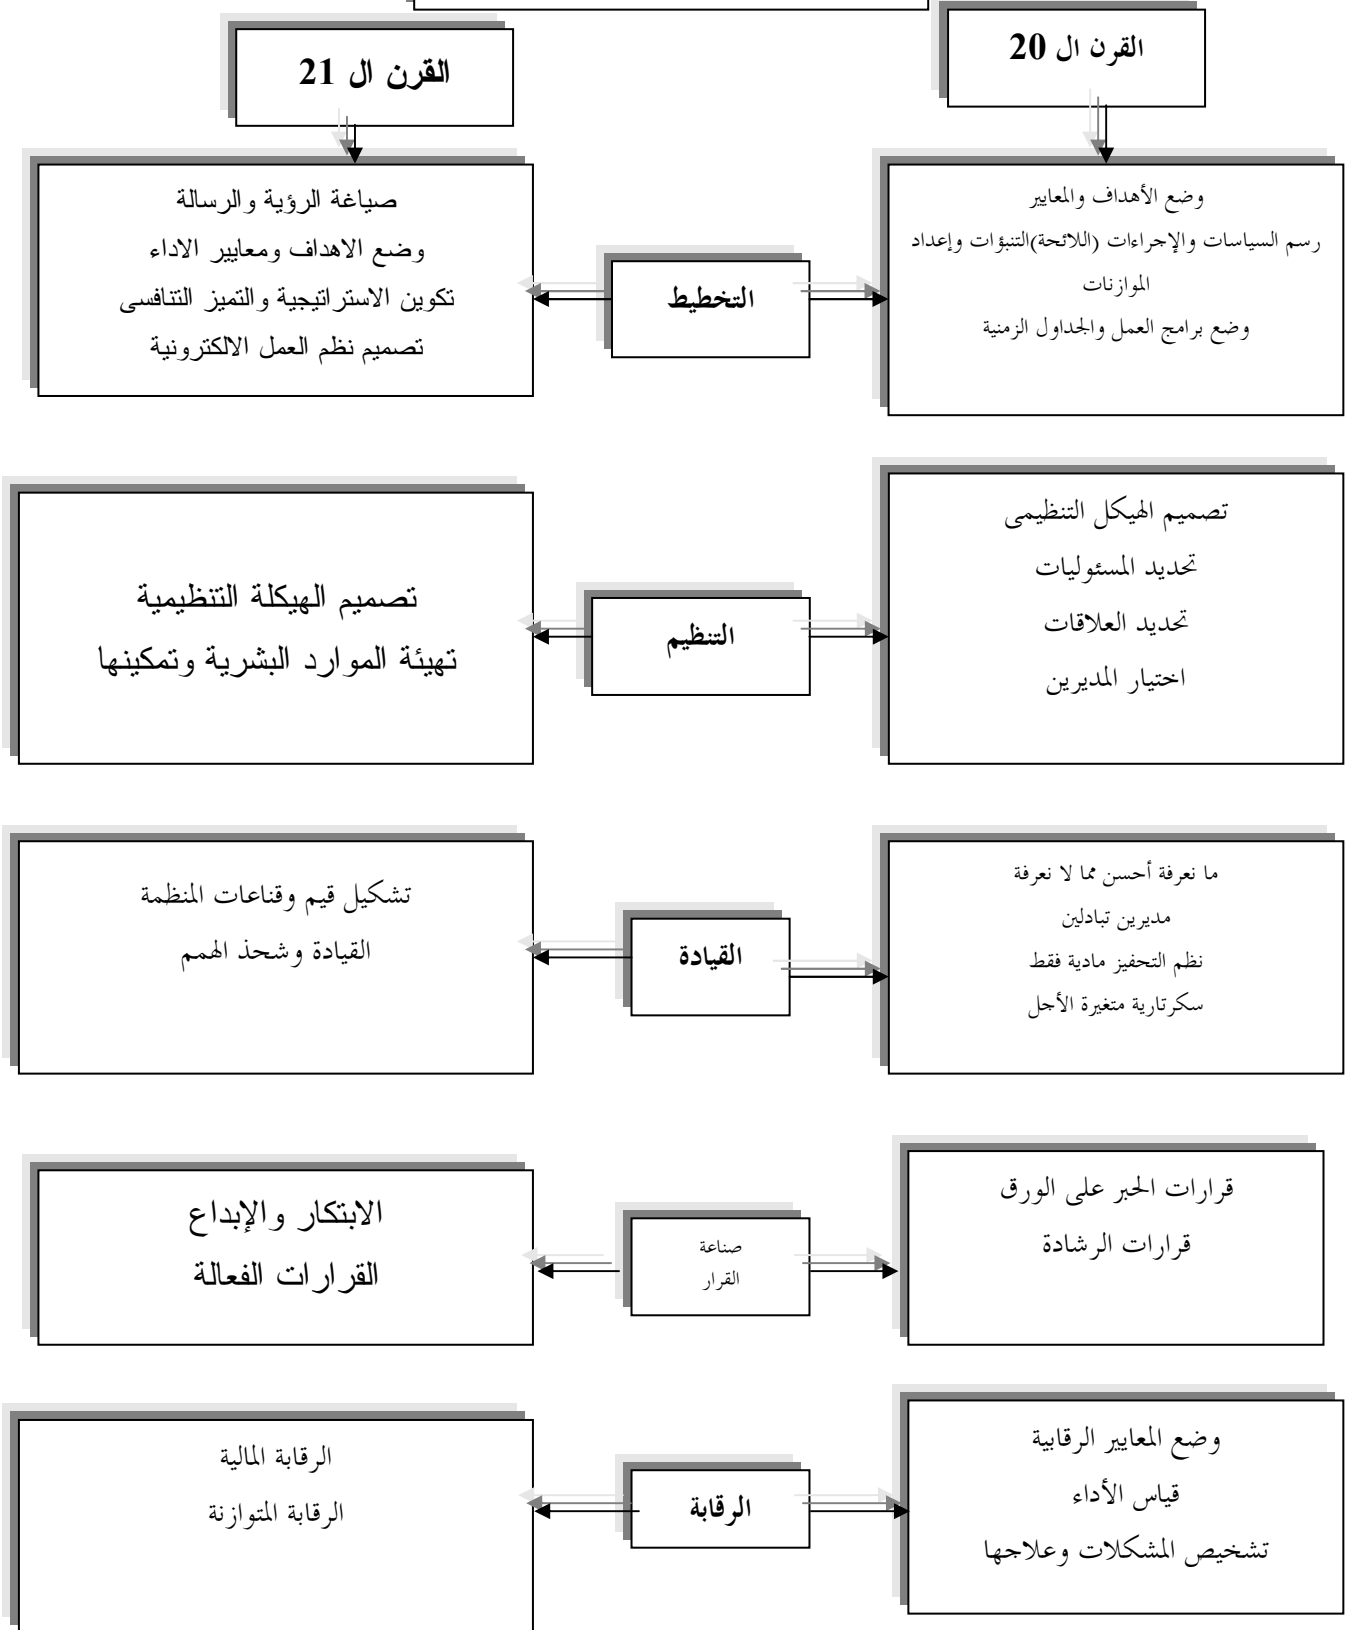 القرن ال 20
القرن ال 21
وضع الأهداف والمعايير
رسم السياسات والإجراءات (اللائحة)التنبؤات وإعداد
الموازنات
وضع برامج العمل والجداول الزمنية
التخطيط
صياغة الرؤية والرسالة
وضع الاهداف ومعايير الاداء
تكوين الاستراتيجية والتميز التنافسى
تصميم نظم العمل الالكترونية
تصميم الهيكل التنظيمى
تحديد المسئوليات
تحديد العلاقات
اختيار المديرين
التنظيم
تصميم الهيكلة التنظيمية
تهيئة الموارد البشرية وتمكينها
ما نعرفة أحسن مما لا نعرفة
مديرين تبادلين
نظم التحفيز مادية فقط
سكرتارية متغيرة الأجل
القيادة
تشكيل قيم وقناعات المنظمة
القيادة وشحذ الهمم
قرارات الحبر على الورق
قرارات الرشادة
صناعة
القرار
الابتكار والإبداع
القرارات الفعالة
وضع المعايير الرقابية
قياس الأداء
تشخيص المشكلات وعلاجها
الرقابة
الرقابة المالية
الرقابة المتوازنة